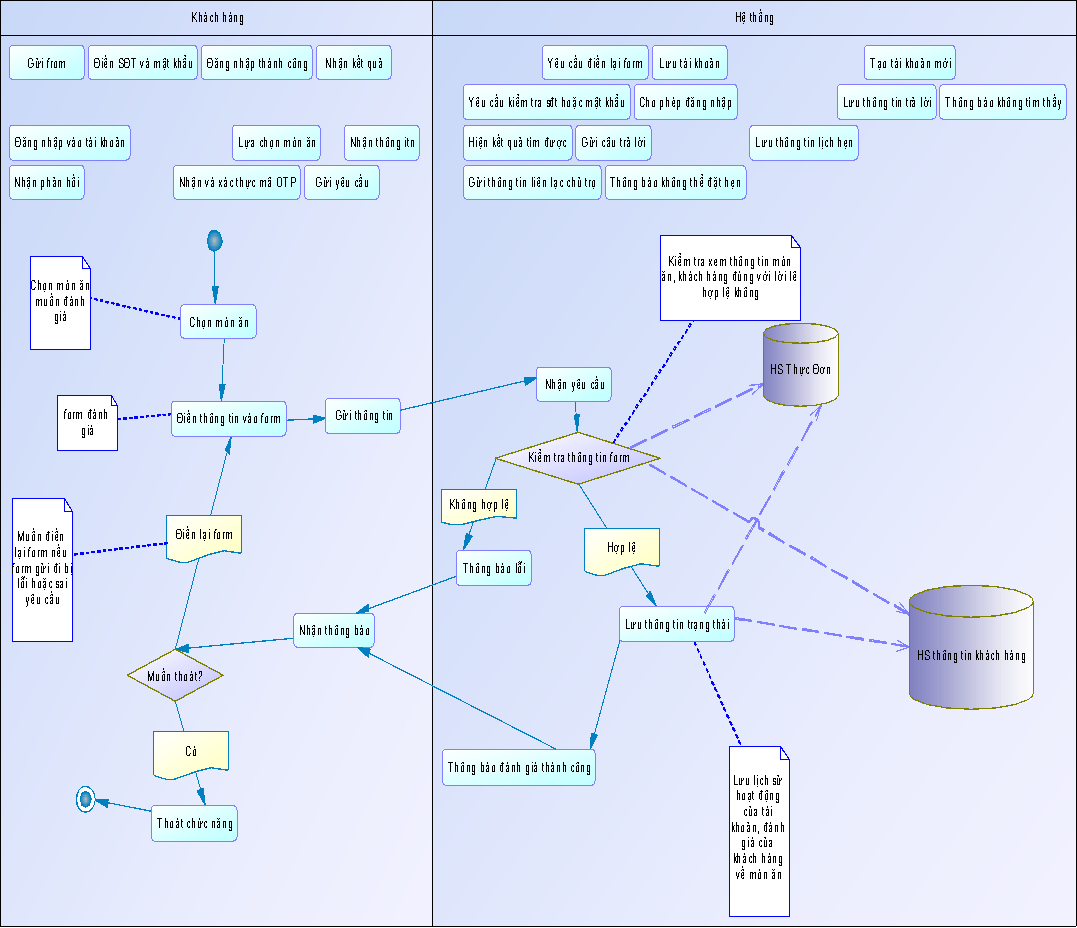 Khách hàng
Hệ thống
Gửi from
Điền SĐT và mật khẩu
Đăng nhập thành công
Nhận kết quả
Yêu cầu điền lại form
Lưu tài khoản
Tạo tài khoản mới
Yêu cầu kiểm tra sđt hoặc mật khẩu
Cho phép đăng nhập
Lưu thông tin trả lời
Thông báo không tìm thấy
Đăng nhập vào tài khoản
Lựa chọn món ăn
Nhận thông itn
Hiện kết quả tìm được
Gửi câu trả lời
Lưu thông tin lịch hẹn
Nhận phản hồi
Nhận và xác thực mã OTP
Gửi yêu cầu
Gửi thông tin liên lạc chủ trọ
Thông báo không thể đặt hẹn
Chọn món ăn
muốn đánh
giá
Chọn món ăn
Kiểm tra xem thông tin món
ăn, khách hàng đúng với lời lẽ
hợp lệ không
HS Thực Đơn
Nhận yêu cầu
form đánh
giá
Điền thông tin vào form
Gửi thông tin
Kiểm tra thông tin form
Không hợp lệ
Muốn điền
lại form nếu
form gửi đi bị
lỗi hoặc sai
yêu cầu
Điền lại form
Hợp lệ
Thông báo lỗi
Nhận thông báo
Lưu thông tin trạng thái
HS thông tin khách hàng
Muốn thoát?
Có
Thông báo đánh giá thành công
Thoát chức năng
Lưu lịch sử
hoạt động
của tài
khoản, đánh
giá của
khách hàng
về món ăn